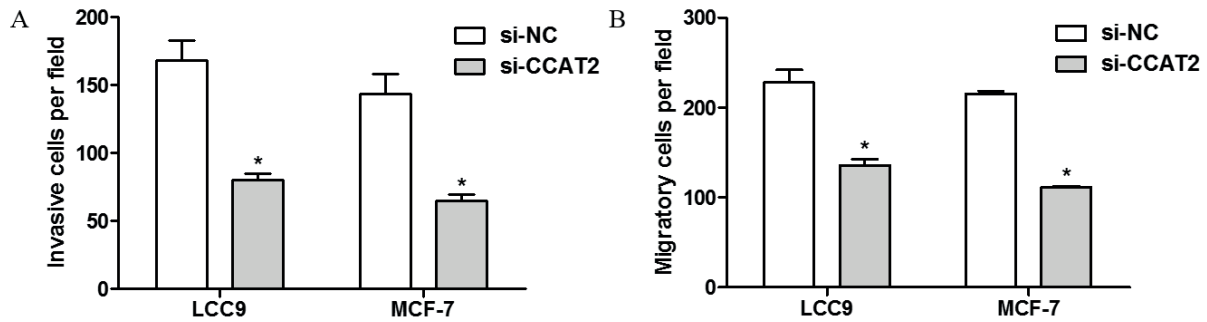 A
Invasive cells per field
200
150
100
50
0
si-NC
si-CCAT2
*
*
LCC9
MCF-7
B
Migratory cells per field
300
200
100
0
si-NC
si-CCAT2
*
*
LCC9
MCF-7